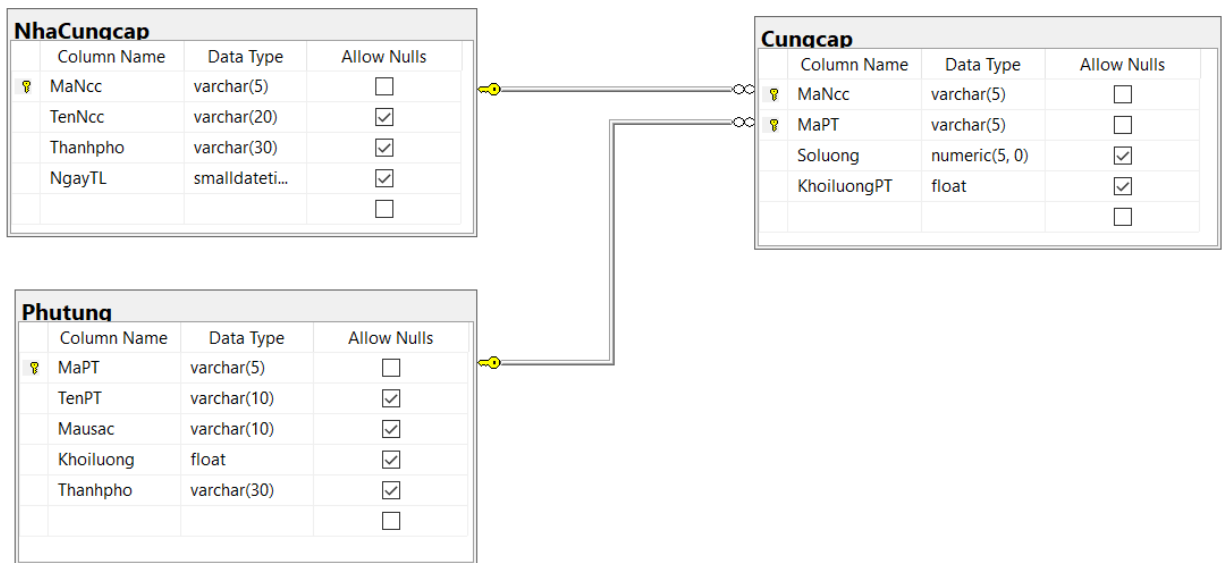 NhaCungcap
Column Name Data Type Allow Nulls
MaNcc varchar(5)
TenNcc varchar(20)
Thanhpho varchar(30)
NgayTL smalldateti...
Cungcap
Column Name Data Type Allow Nulls
MaNcc varchar(5)
MaPT varchar(5)
Soluong numeric(5, 0)
KhoiluongPT float
Phutung
Column Name Data Type Allow Nulls
MaPT varchar(5)
TenPT varchar(10)
Mausac varchar(10)
Khoiluong float
Thanhpho varchar(30)